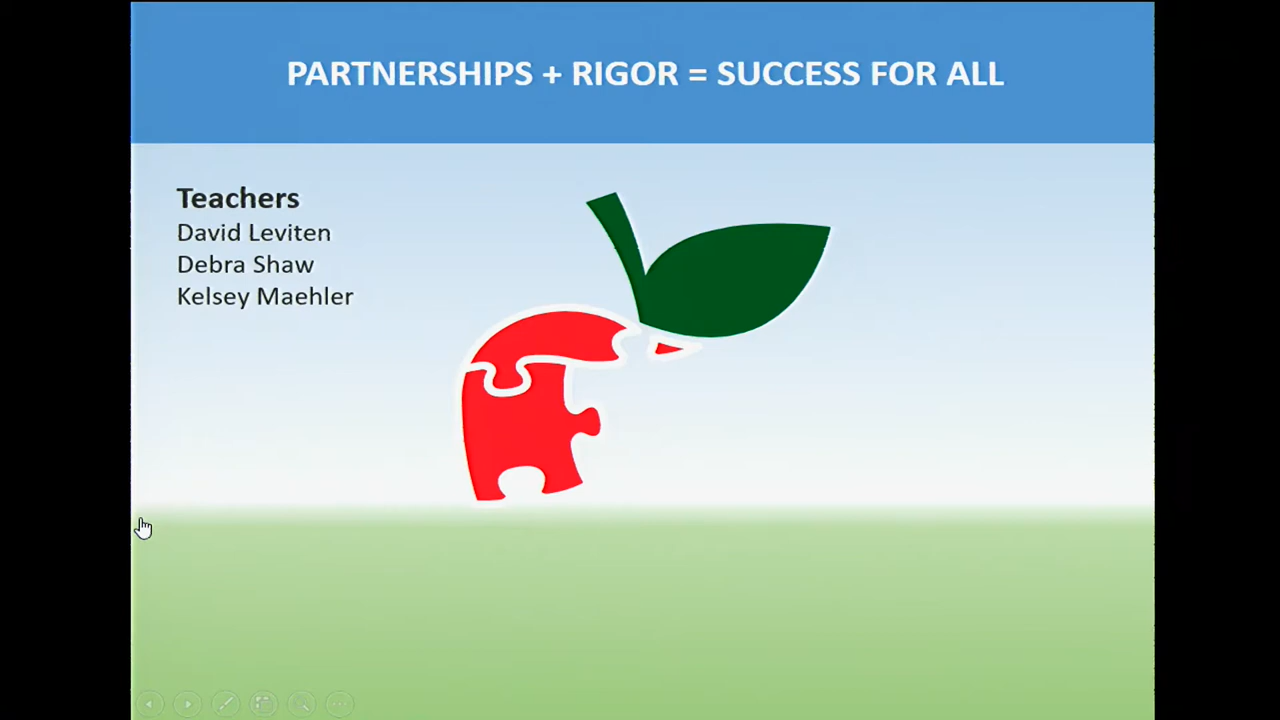 PARTNERSHIPS + RIGOR = SUCCESS FOR ALL
Teachers
David Leviten
Debra Shaw
Kelsey Maehler